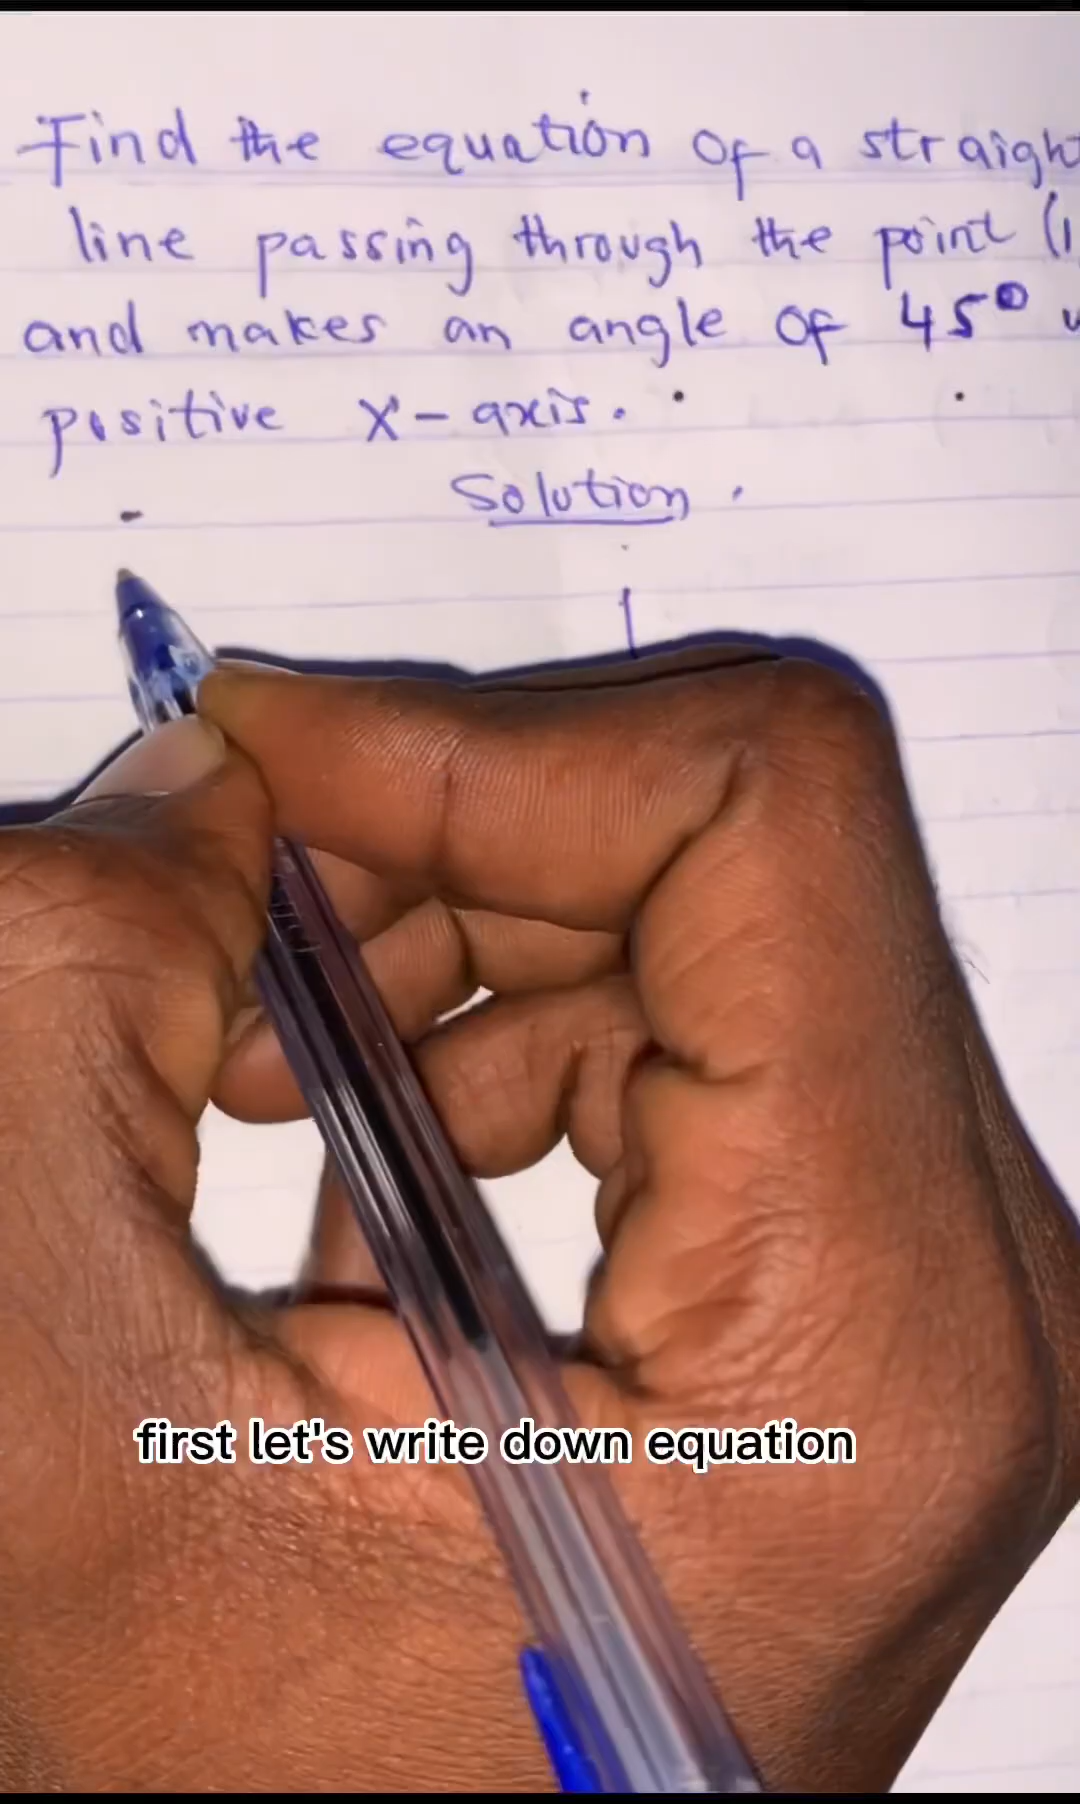 Find the equation of a straigh
line passing through the point (1
and makes an angle of 45°
positive x-axis.
Solution
first let's write down equation